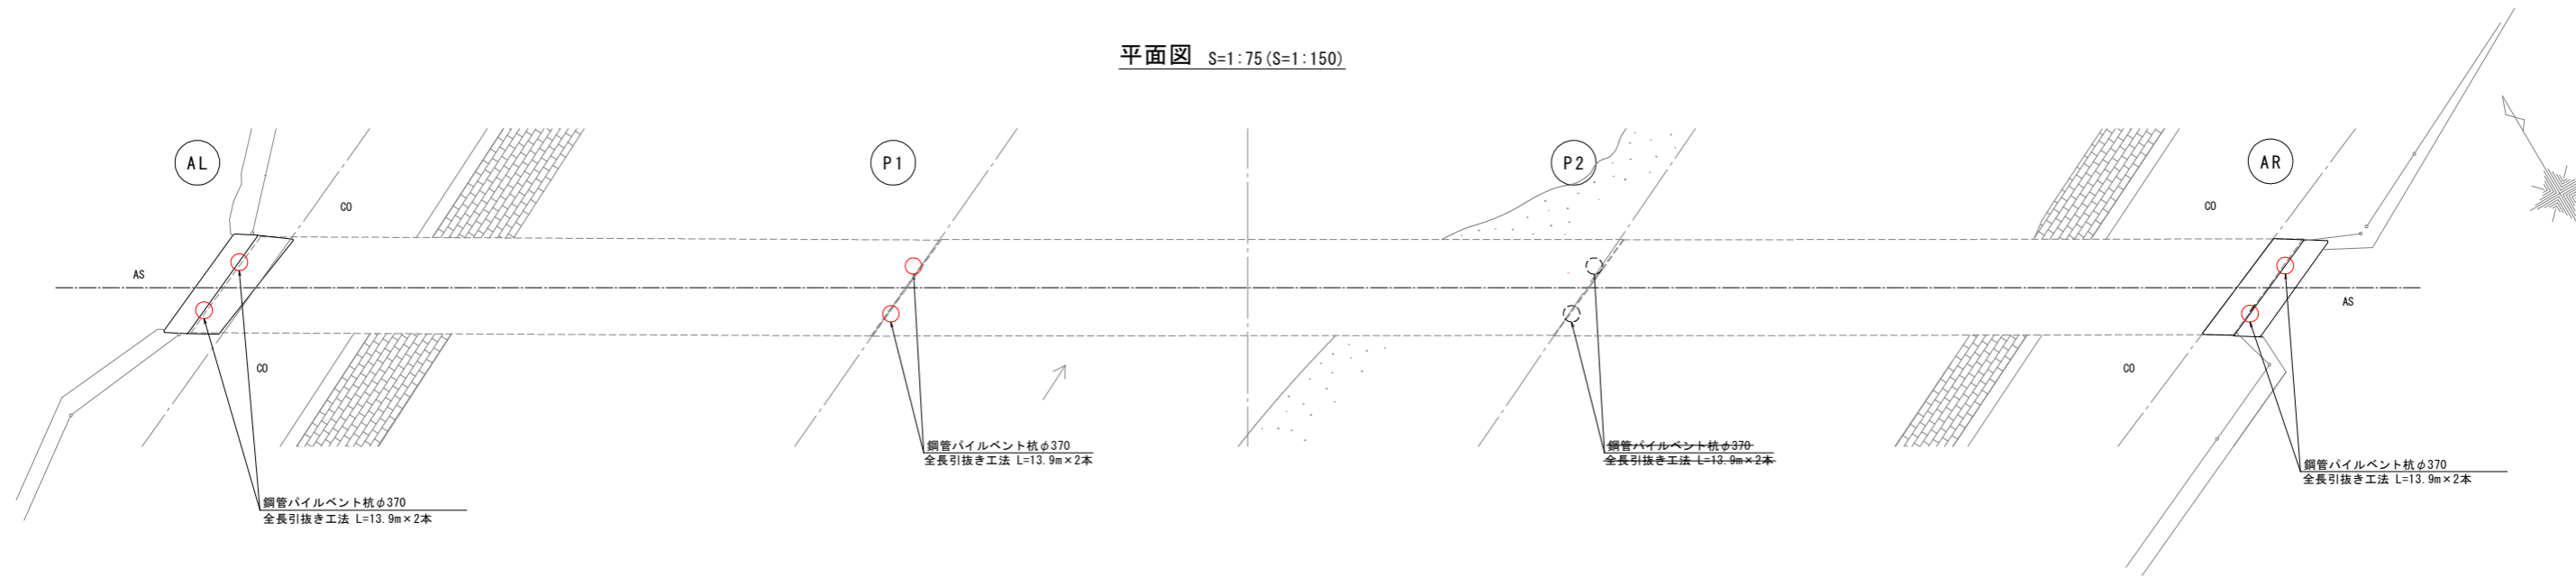 平面図 S=1:75(S=1:150)
AL
P1
P2
AR
CO
CO
AS
AS
CO
CO
鋼管パイルベント杭φ370
全長引抜き工法 L=13.9m×2本
鋼管パイルベント杭φ370
全長引抜き工法 L=13.9m×2本
鋼管パイルベント杭φ370
全長引抜き工法 L=13.9m×2本
鋼管パイルベント杭φ370
全長引抜き工法 L=13.9m×2本